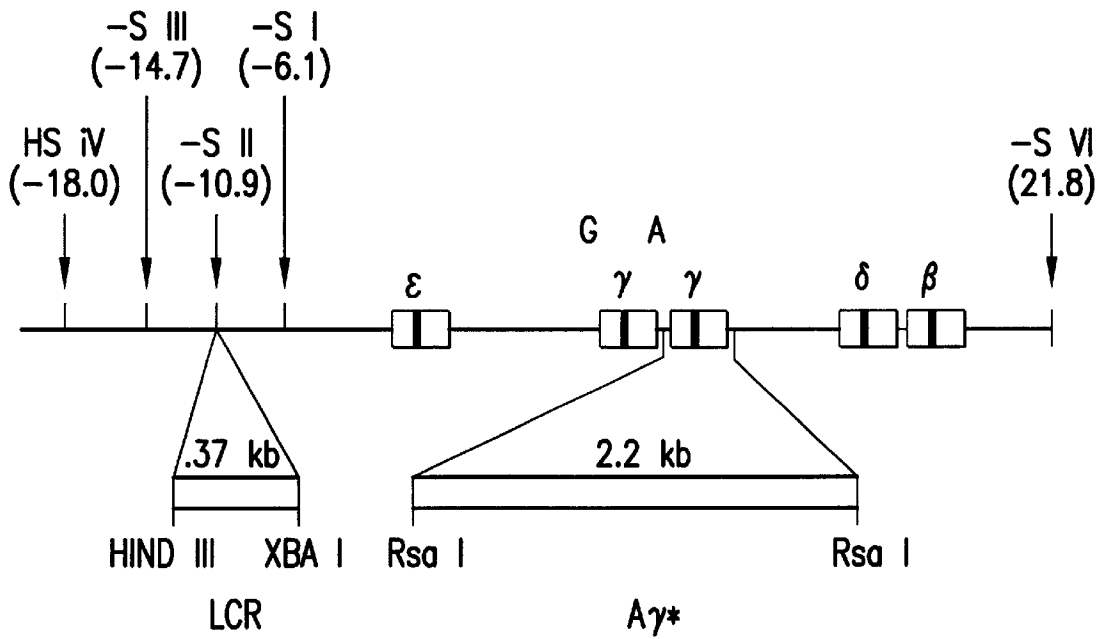 -S III
(-14.7)
-S I
(-6.1)
HS iV
(-18.0)
-S II
(-10.9)
-S VI
(21.8)
G A
ε γ γ δ β
.37 kb
2.2 kb
HIND III XBA I Rsa I Rsa I
LCR
Aγ*